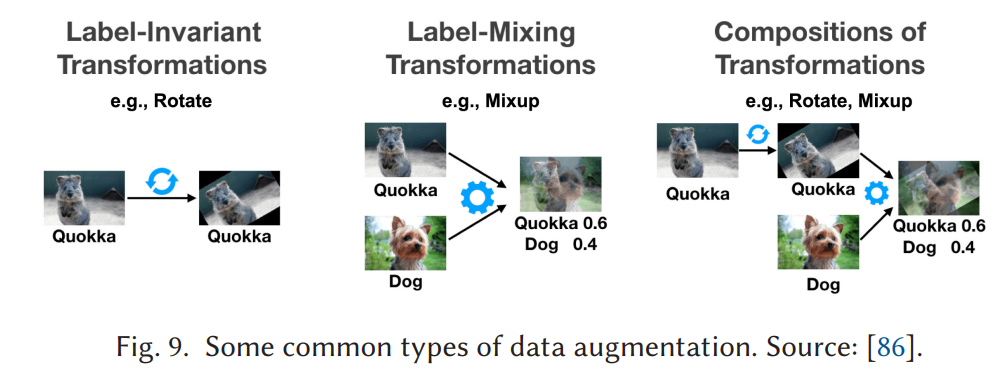 Label-Invariant
Transformations
e.g., Rotate
Quokka
Quokka
Label-Mixing
Transformations
e.g., Mixup
Quokka
Dog
Quokka 0.6
Dog 0.4
Compositions of
Transformations
e.g., Rotate, Mixup
Quokka
Quokka
Dog
Quokka 0.6
Dog 0.4
Fig. 9. Some common types of data augmentation. Source: [86].